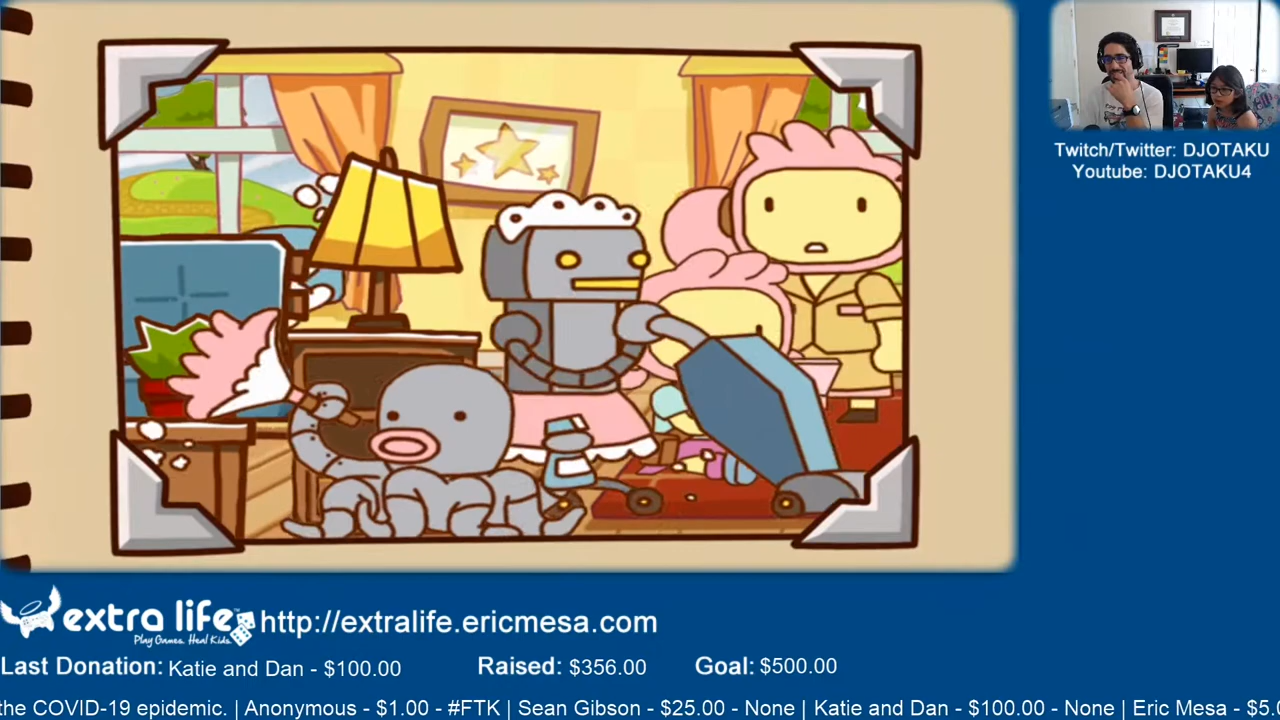 Twitch/Twitter: DJOTAKU
Youtube: DJOTAKU4
extra life
Play Games. Heal Kids.
http://extralife.ericmesa.com
Last Donation: Katie and Dan - $100.00 Raised: $356.00 Goal: $500.00
the COVID-19 epidemic. | Anonymous - $1.00 - #FTK | Sean Gibson - $25.00 - None | Katie and Dan - $100.00 - None | Eric Mesa - $5.0